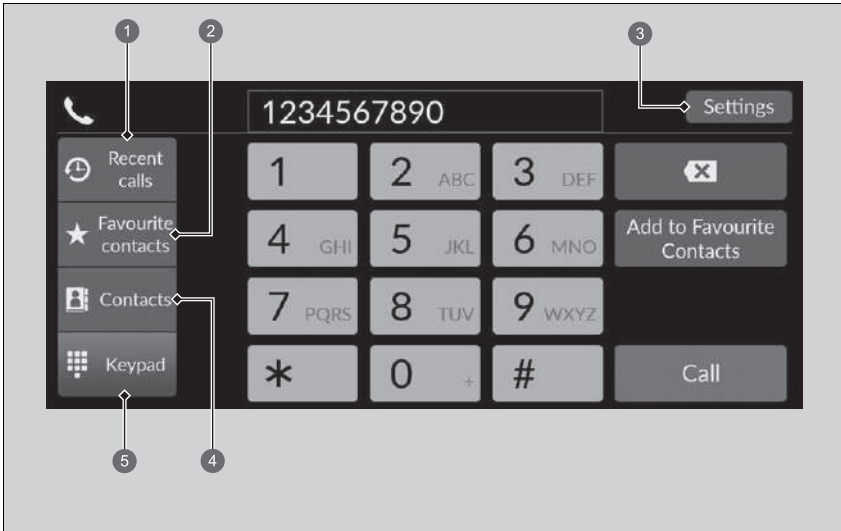 1 2 3
1234567890 Settings
Recent
calls
1 2 ABC 3 DEF
Favourite
contacts
4 GHI 5 JKL 6 MNO Add to Favourite
Contacts
Contacts
7 PQRS 8 TUV 9 WXYZ
Keypad
* 0 + # Call
5 4